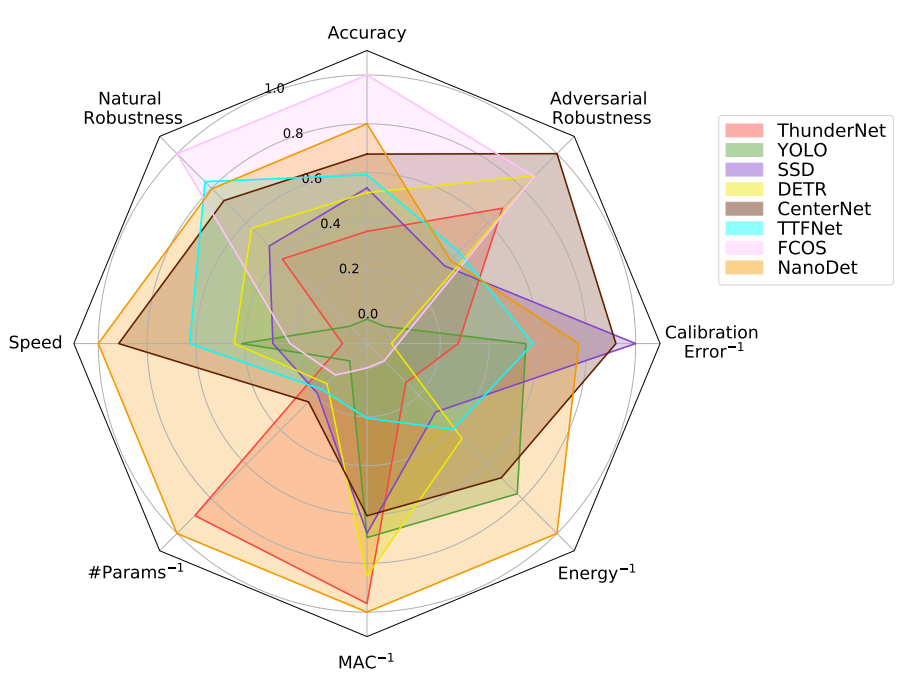 Accuracy
Natural
Robustness
Adversarial
Robustness
1.0
0.8
0.6
0.4
0.2
0.0
Speed
Calibration
Error⁻¹
#Params⁻¹
Energy⁻¹
MAC⁻¹
ThunderNet
YOLO
SSD
DETR
CenterNet
TTFNet
FCOS
NanoDet